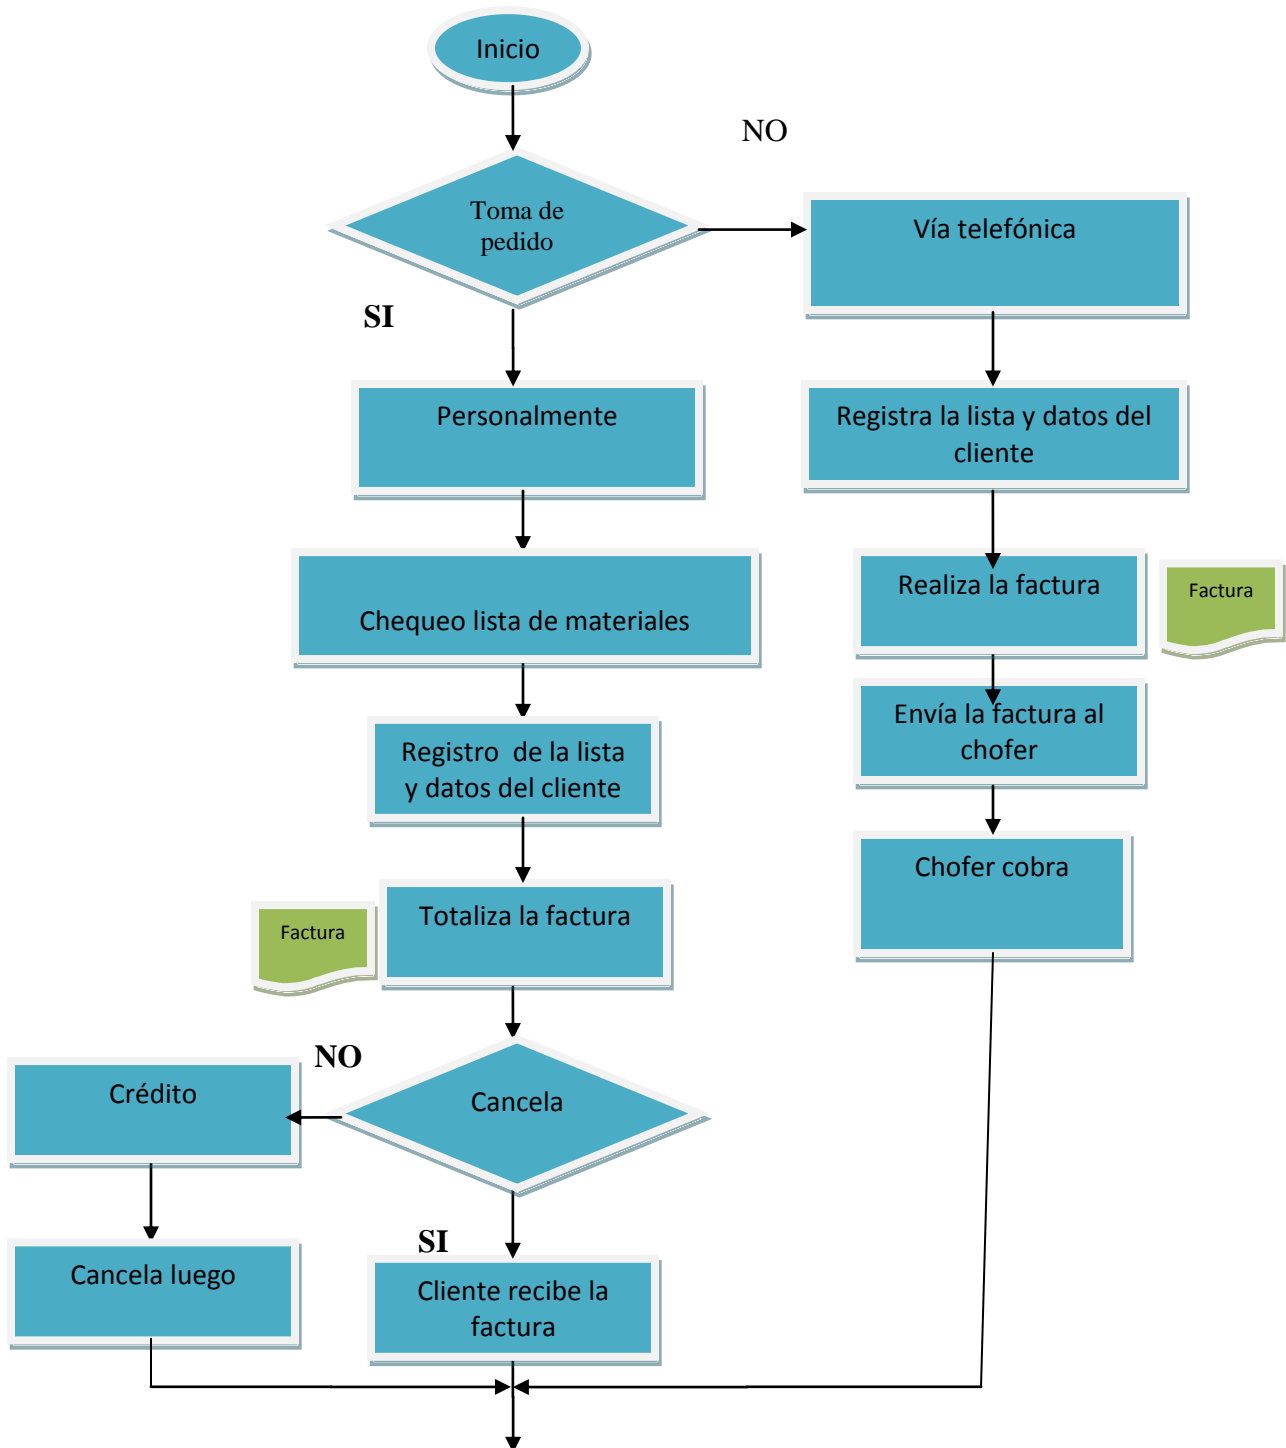 Inicio
NO
Toma de
pedido
Vía telefónica
SI
Personalmente
Registra la lista y datos del
cliente
Chequeo lista de materiales
Realiza la factura
Factura
Envía la factura al
chofer
Registro de la lista
y datos del cliente
Chofer cobra
Totaliza la factura
Factura
NO
Crédito
Cancela
SI
Cancela luego
Cliente recibe la
factura